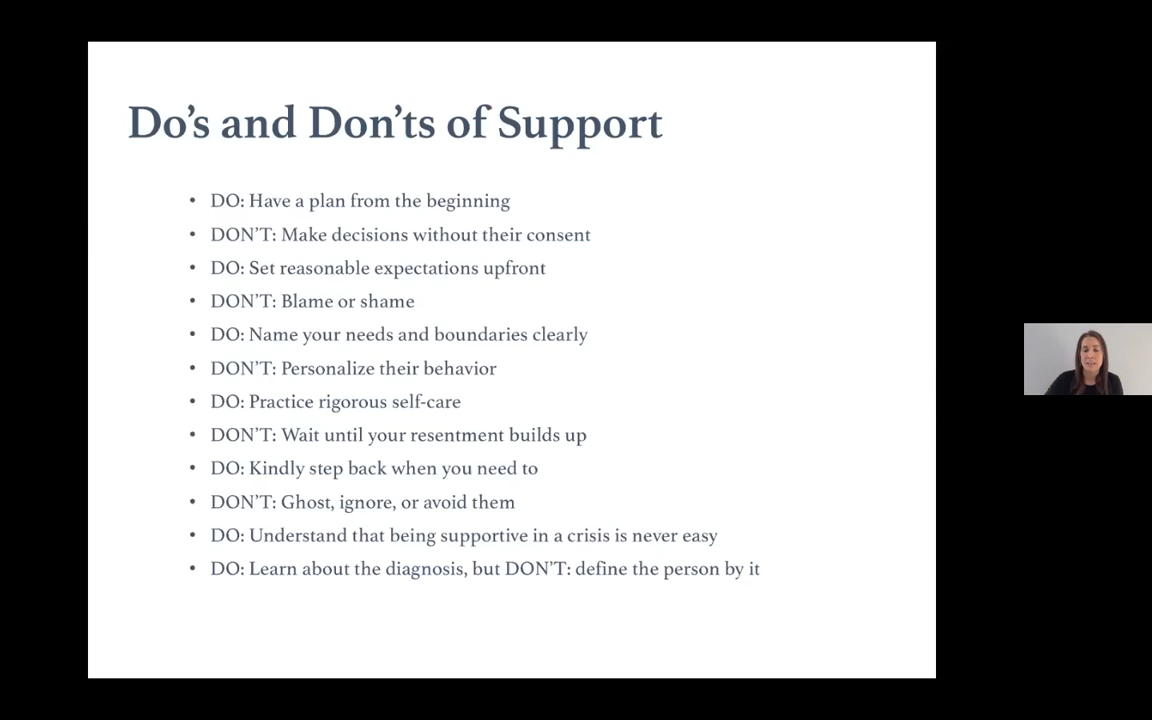 Do’s and Don’ts of Support
• DO: Have a plan from the beginning
• DON’T: Make decisions without their consent
• DO: Set reasonable expectations upfront
• DON’T: Blame or shame
• DO: Name your needs and boundaries clearly
• DON’T: Personalize their behavior
• DO: Practice rigorous self-care
• DON’T: Wait until your resentment builds up
• DO: Kindly step back when you need to
• DON’T: Ghost, ignore, or avoid them
• DO: Understand that being supportive in a crisis is never easy
• DO: Learn about the diagnosis, but DON’T: define the person by it